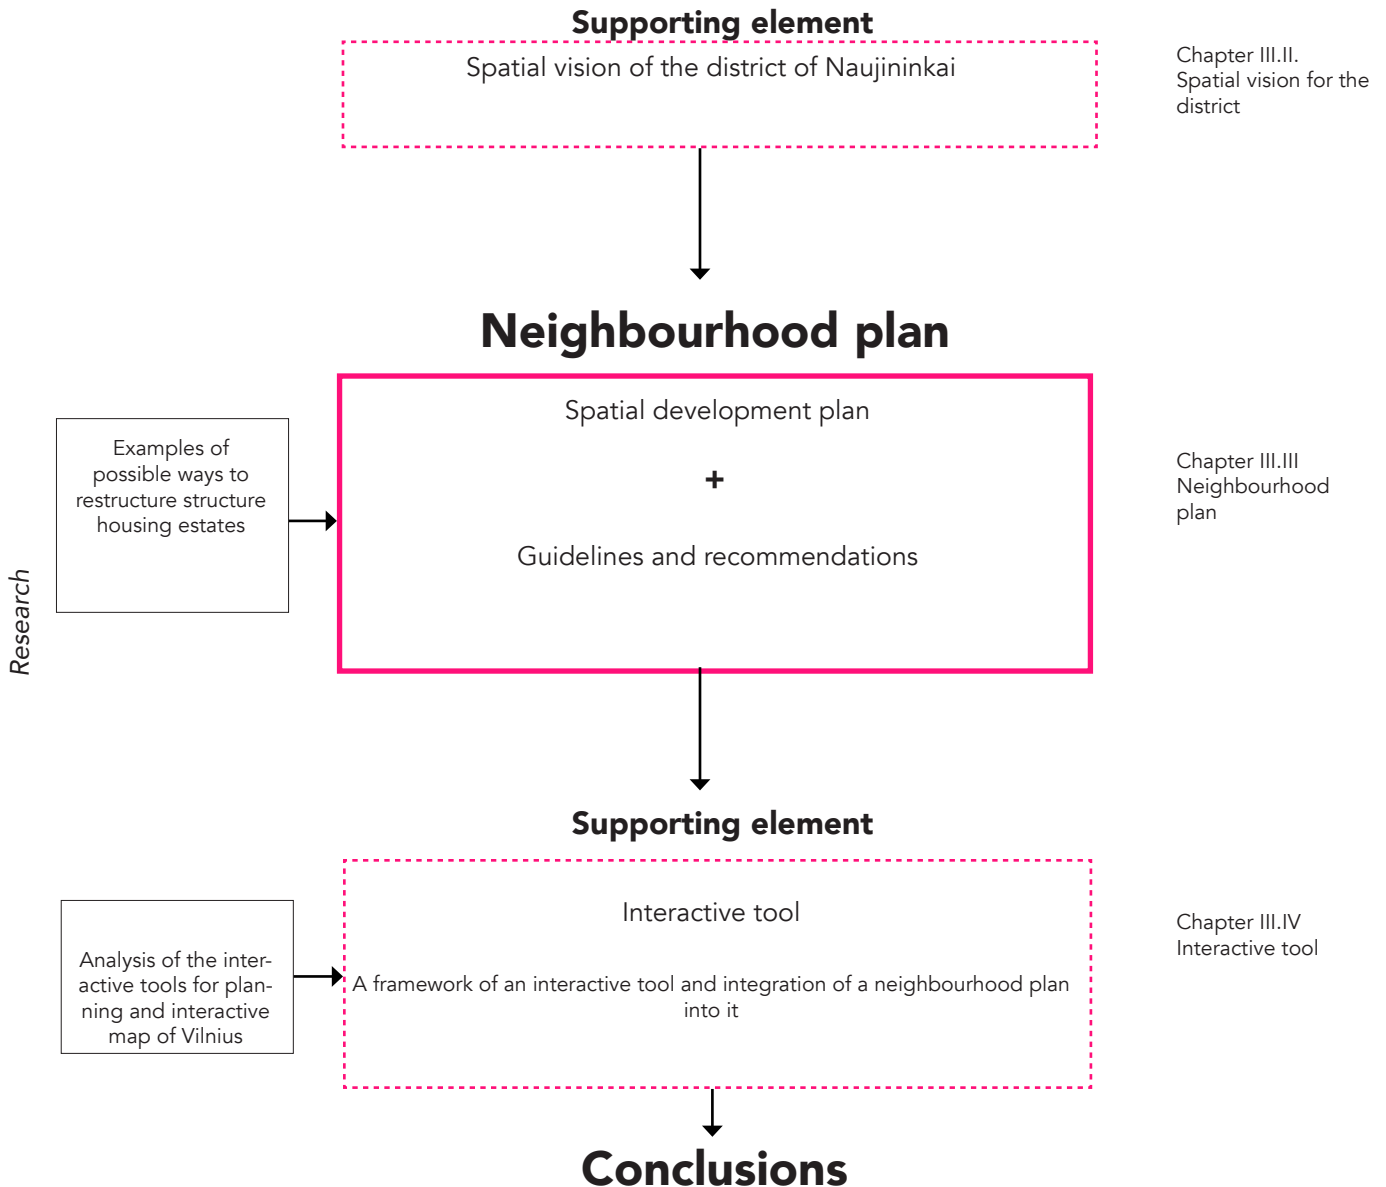 Supporting element
Spatial vision of the district of Naujininkai
Chapter III.II.
Spatial vision for the
district
Neighbourhood plan
Spatial development plan
+
Guidelines and recommendations
Examples of
possible ways to
restructure structure
housing estates
Chapter III.III
Neighbourhood
plan
Research
Supporting element
Interactive tool
A framework of an interactive tool and integration of a neighbourhood plan
into it
Analysis of the inter-
active tools for plan-
ning and interactive
map of Vilnius
Chapter III.IV
Interactive tool
Conclusions